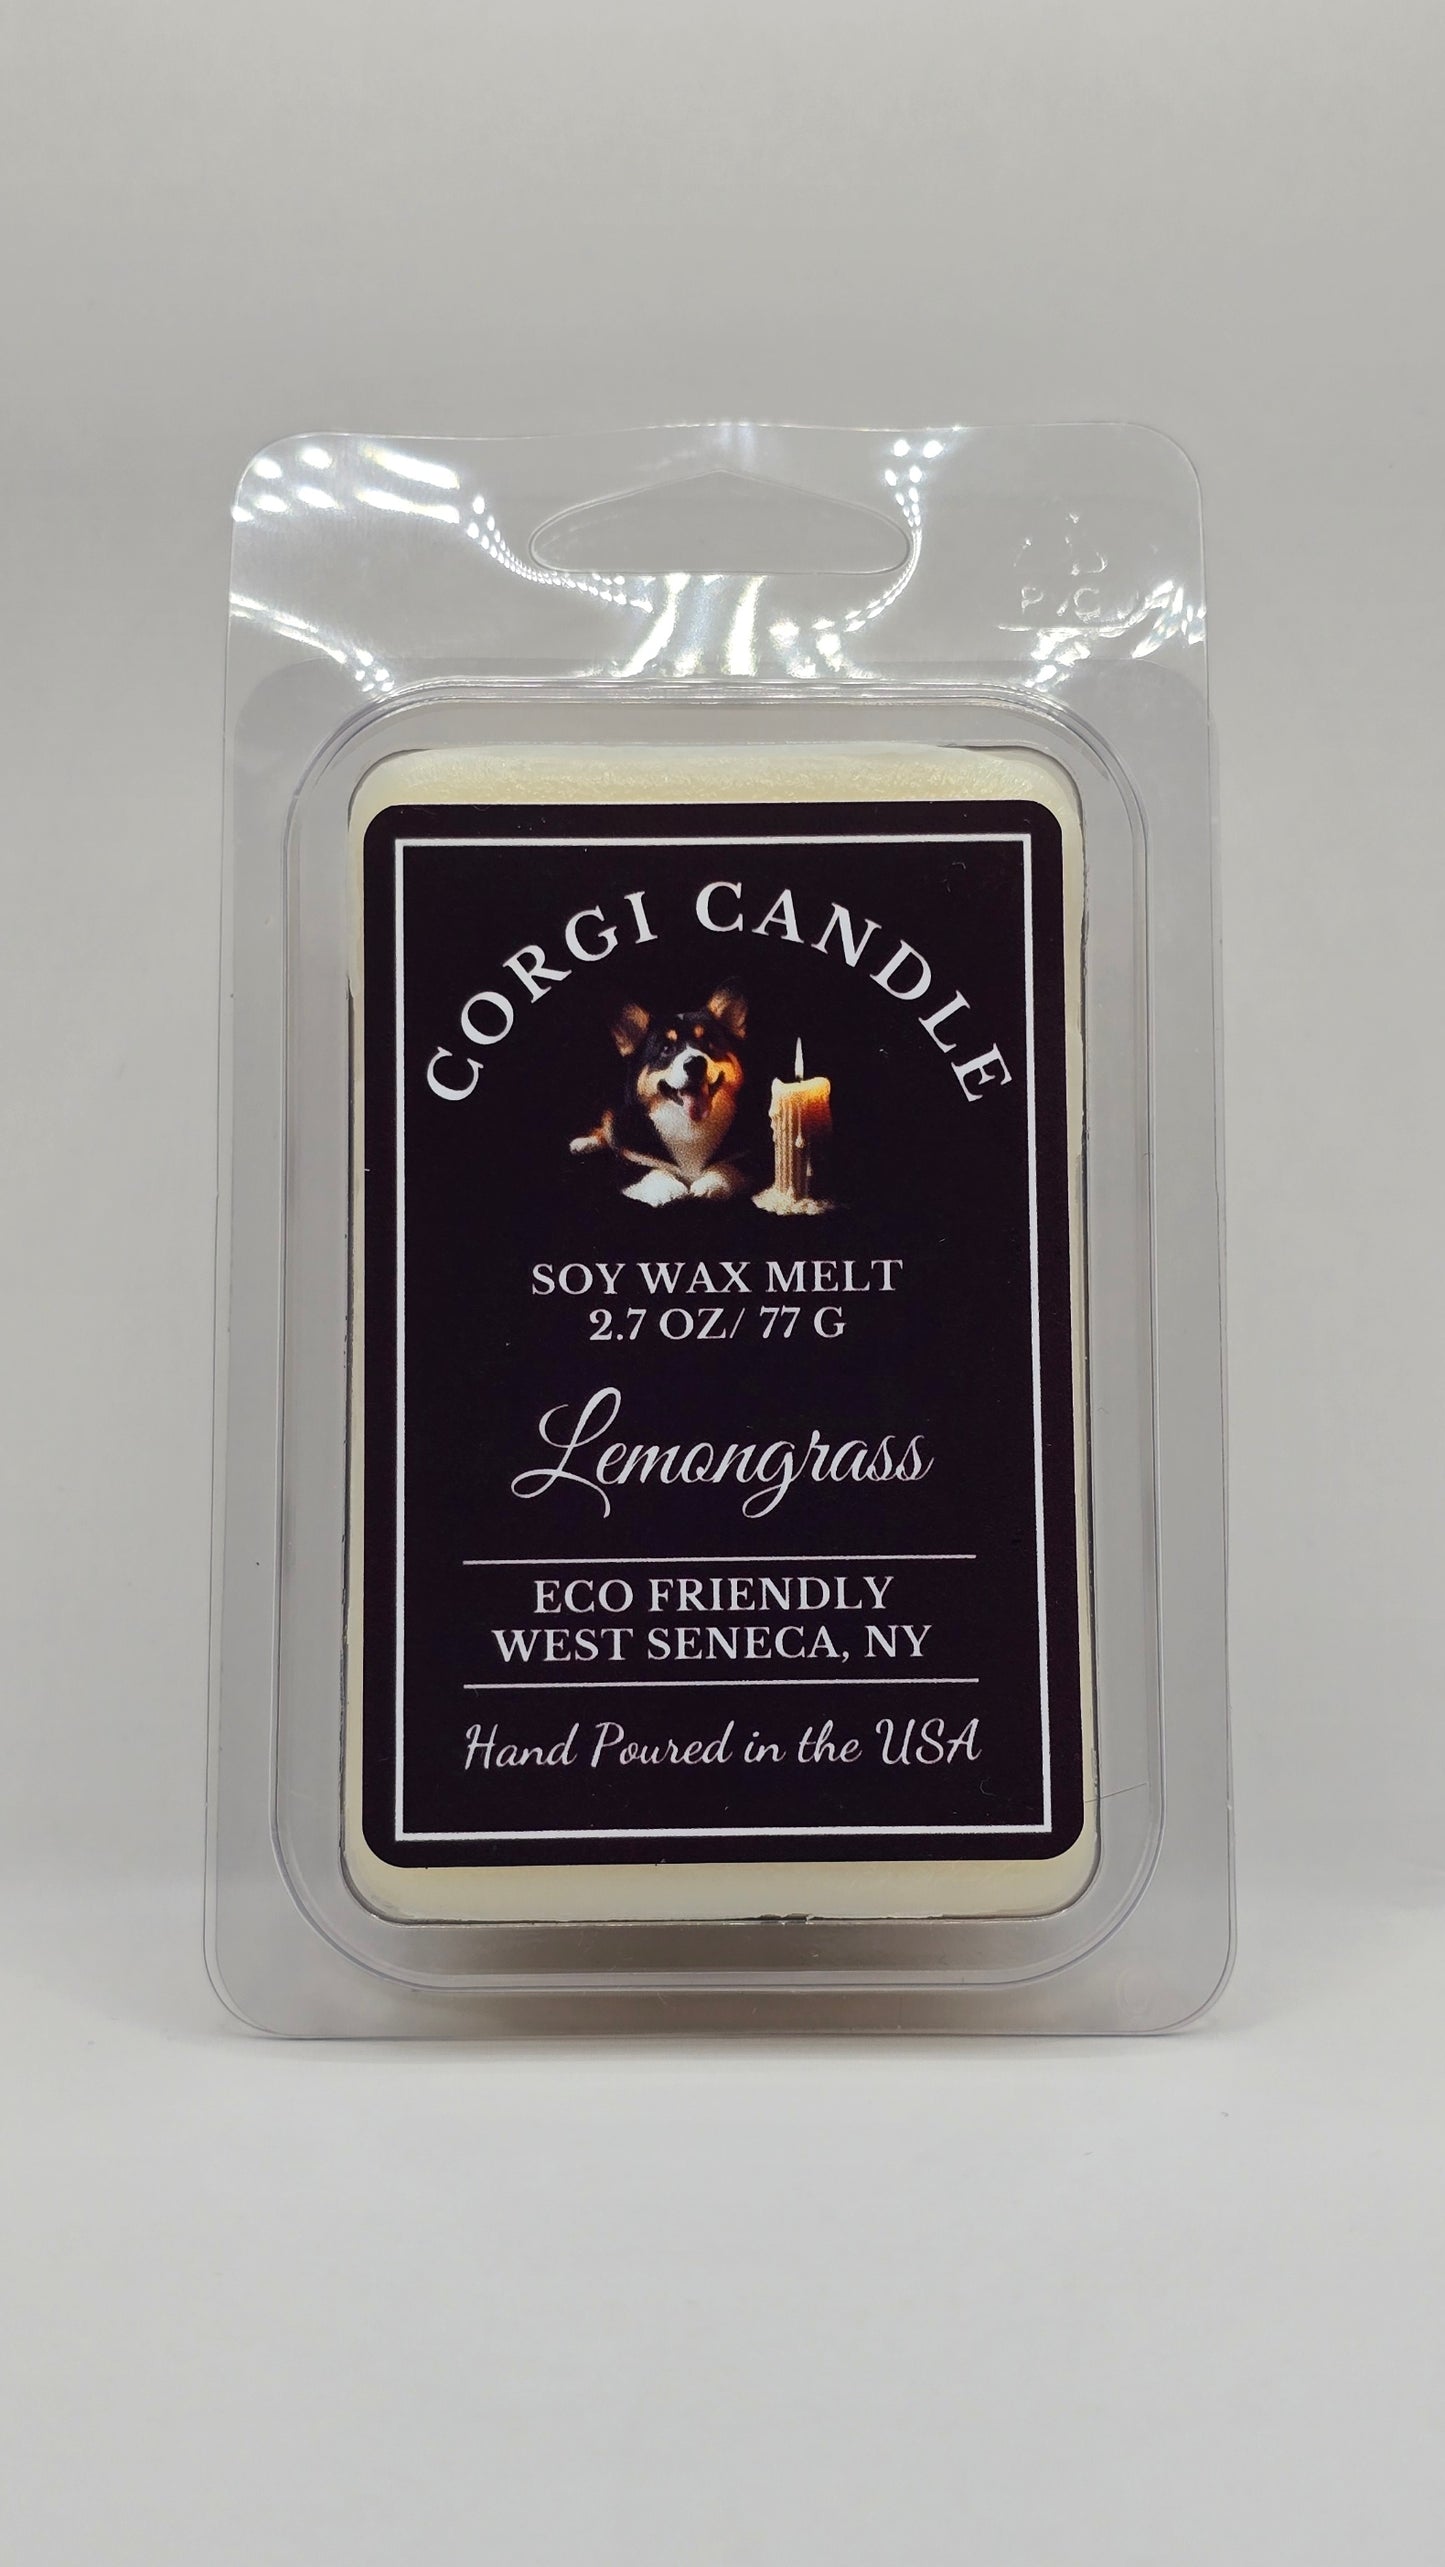 CORGI CANDLE
SOY WAX MELT
2.7 OZ/ 77 G
Lemongrass
ECO FRIENDLY
WEST SENECA, NY
Hand Poured in the USA